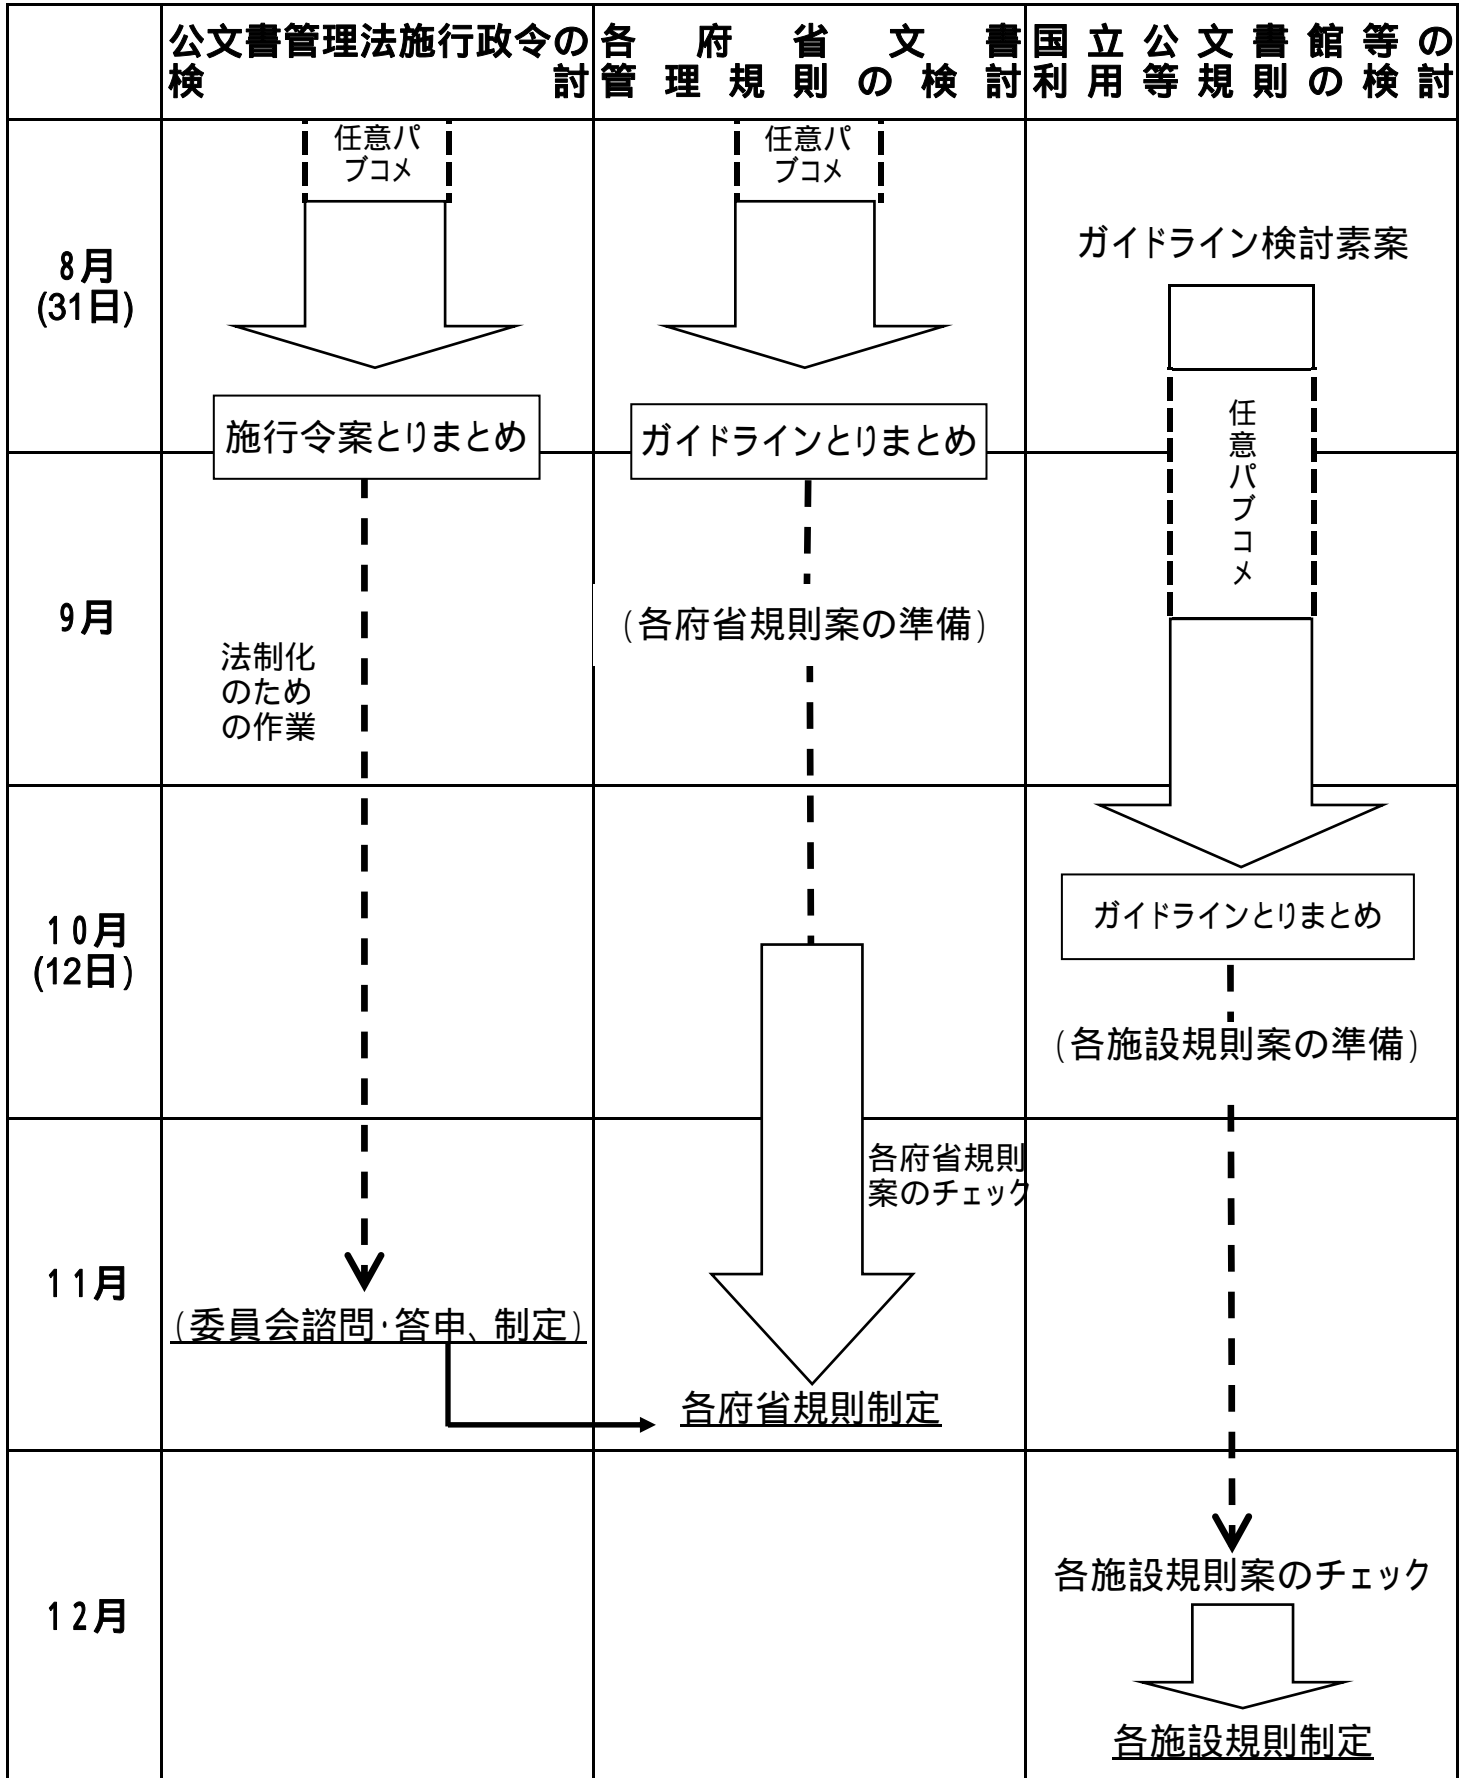 公文書管理法施行政令の
検討
各府省文書
管理規則の検討
国立公文書館等の
利用等規則の検討
8月
(31日)
任意パ
ブコメ
任意パ
ブコメ
ガイドライン検討素案
施行令案とりまとめ
ガイドラインとりまとめ
任意パブコメ
9月
法制化
のため
の作業
(各府省規則案の準備)
10月
(12日)
ガイドラインとりまとめ
(各施設規則案の準備)
11月
各府省規則
案のチェック
(委員会諮問・答申、制定)
各府省規則制定
12月
各施設規則案のチェック
各施設規則制定